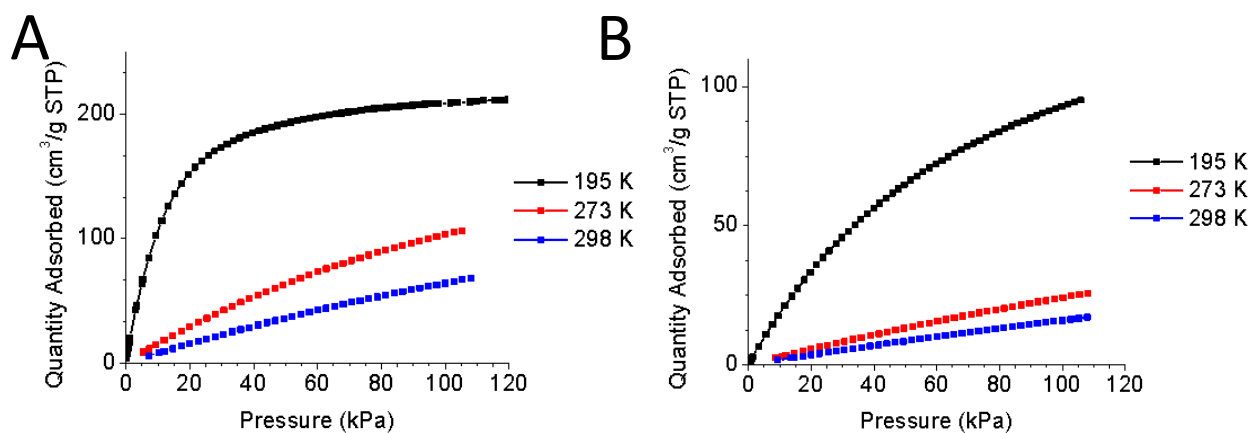 A
Quantity Adsorbed (cm³/g STP)
200
100
0
0 20 40 60 80 100 120
Pressure (kPa)
195 K
273 K
298 K
B
Quantity Adsorbed (cm³/g STP)
100
50
0
0 20 40 60 80 100 120
Pressure (kPa)
195 K
273 K
298 K